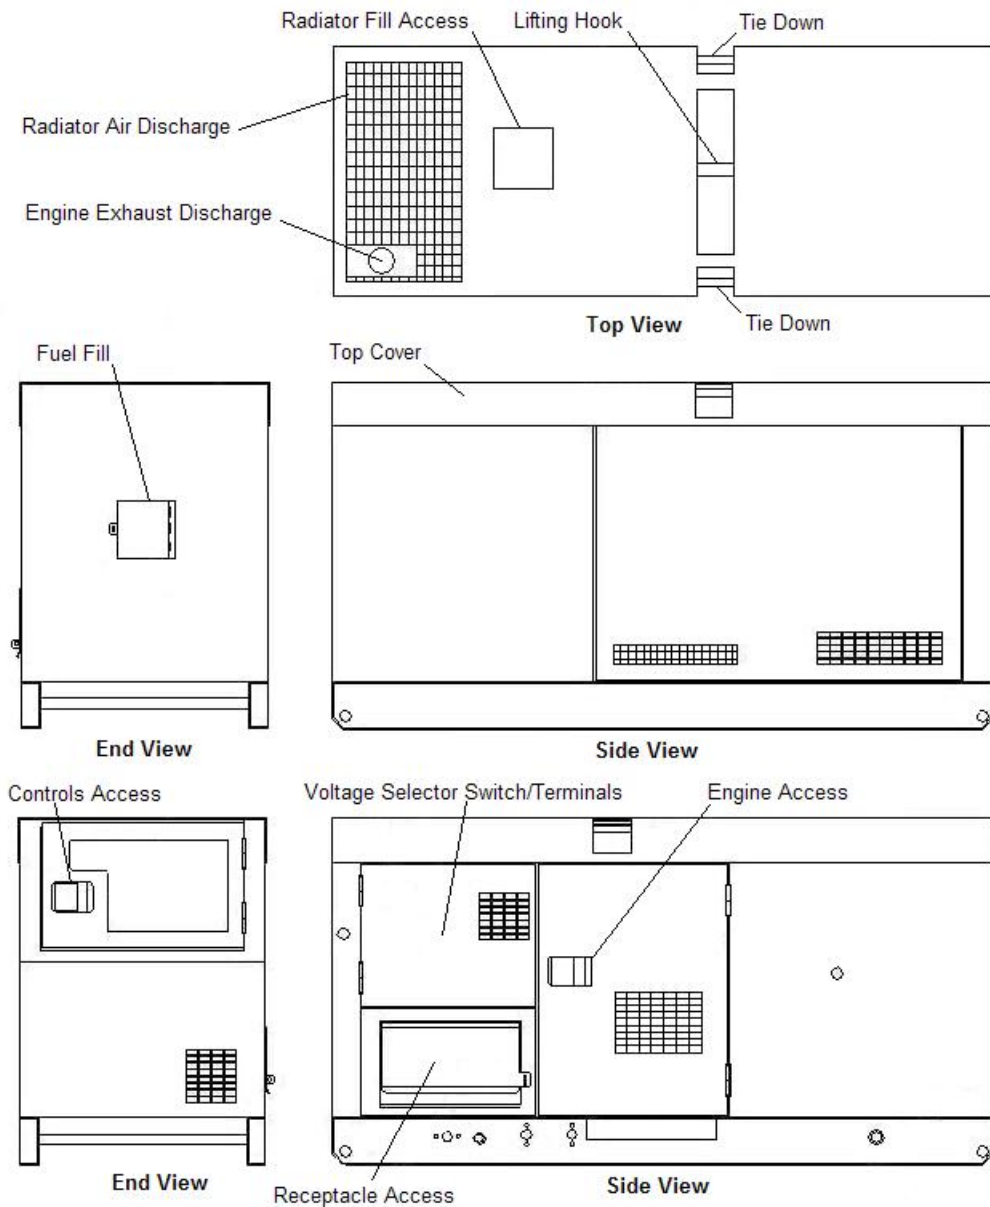 Radiator Fill Access
Lifting Hook
Tie Down
Radiator Air Discharge
Engine Exhaust Discharge
Top View
Tie Down
Fuel Fill
Top Cover
End View
Side View
Controls Access
Voltage Selector Switch/Terminals
Engine Access
End View
Receptacle Access
Side View